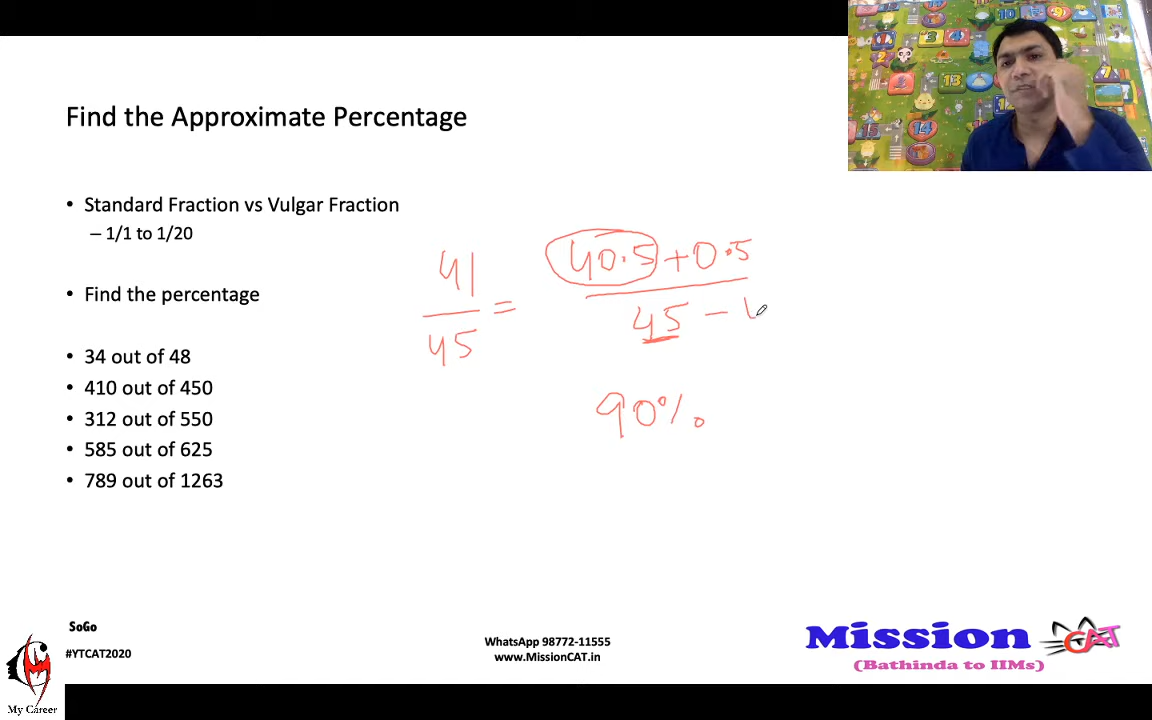 Find the Approximate Percentage
• Standard Fraction vs Vulgar Fraction
– 1/1 to 1/20
• Find the percentage
• 34 out of 48
• 410 out of 450
• 312 out of 550
• 585 out of 625
• 789 out of 1263
41
45
=
40.5+0.5
45 –
90%
SoGo
#YTCAT2020
My Career
WhatsApp 98772-11555
www.MissionCAT.in
Mission CAT
(Bathinda to IIMs)